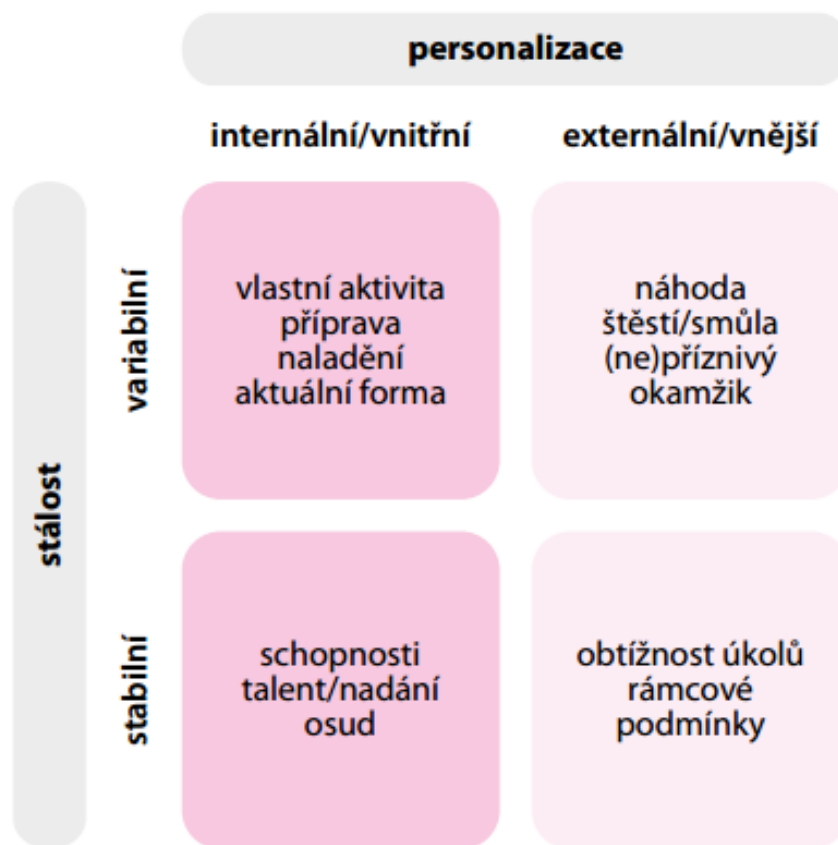 personalizace
internální/vnitřní
externální/vnější
stálost
variabilní
vlastní aktivita
příprava
naladění
aktuální forma
náhoda
štěstí/smůla
(ne)příznivý
okamžik
stabilní
schopnosti
talent/nadání
osud
obtížnost úkolů
rámcové
podmínky